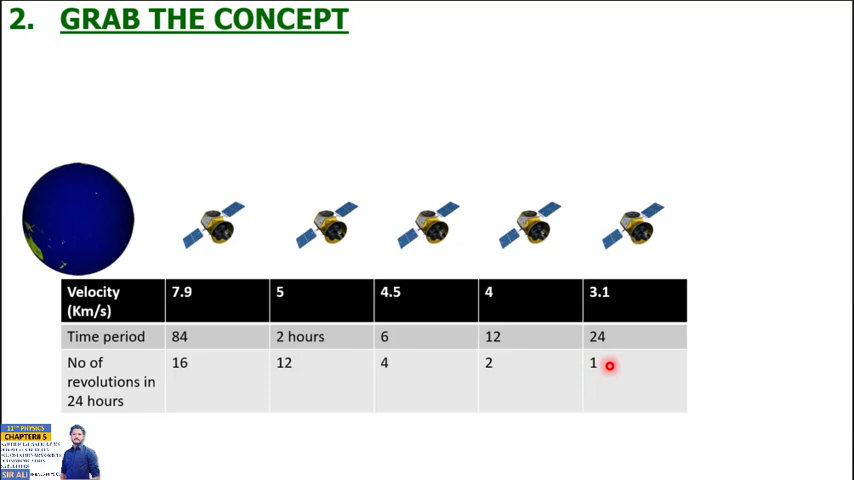 2. GRAB THE CONCEPT
Velocity (Km/s) 7.9 5 4.5 4 3.1
Time period 84 2 hours 6 12 24
No of revolutions in 24 hours 16 12 4 2 1
11TH PHYSICS
CHAPTER# 5
SIR ALI